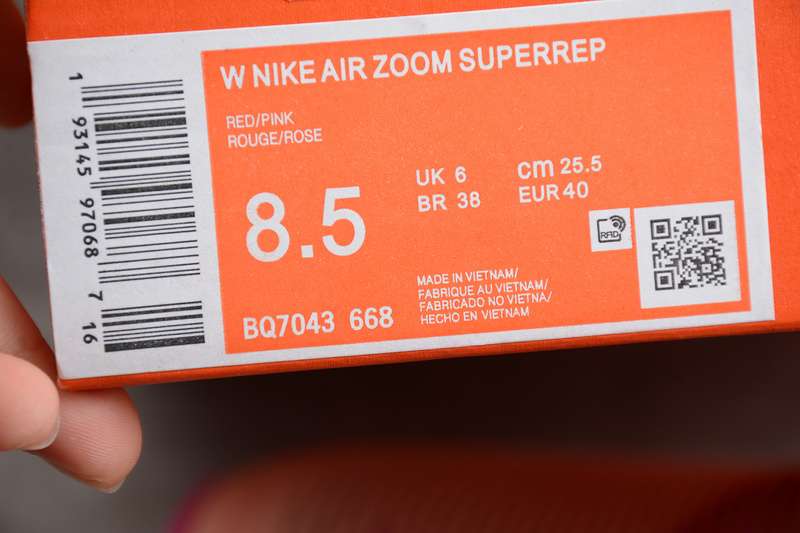 W NIKE AIR ZOOM SUPERREP
RED/PINK
ROUGE/ROSE
8.5
UK 6
cm 25.5
BR 38
EUR 40
RFID
BQ7043 668
MADE IN VIETNAM/
FABRIQUE AU VIETNAM/
FABRICADO NO VIETNA/
HECHO EN VIETNAM
1 93145 97068 7 16